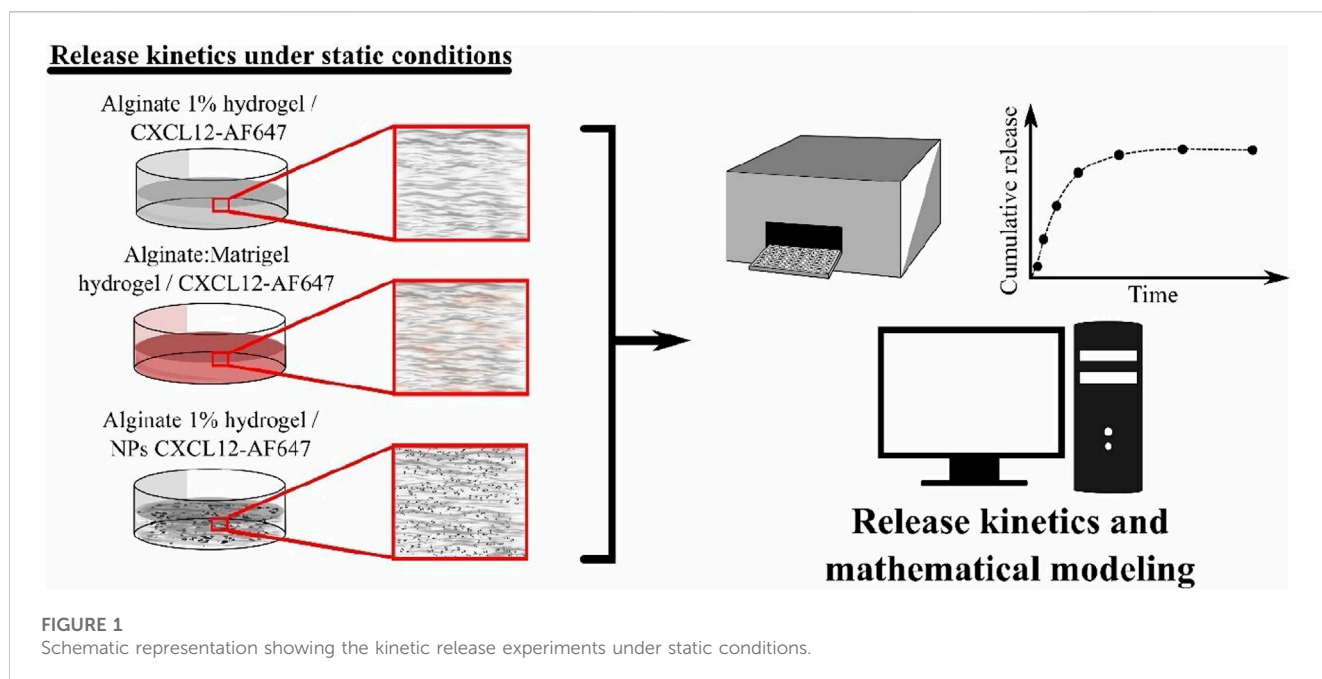 Release kinetics under static conditions
Alginate 1% hydrogel /
CXCL12-AF647
Alginate:Matrigel
hydrogel / CXCL12-AF647
Alginate 1% hydrogel /
NPs CXCL12-AF647
Cumulative release
Time
Release kinetics and
mathematical modeling
FIGURE 1
Schematic representation showing the kinetic release experiments under static conditions.